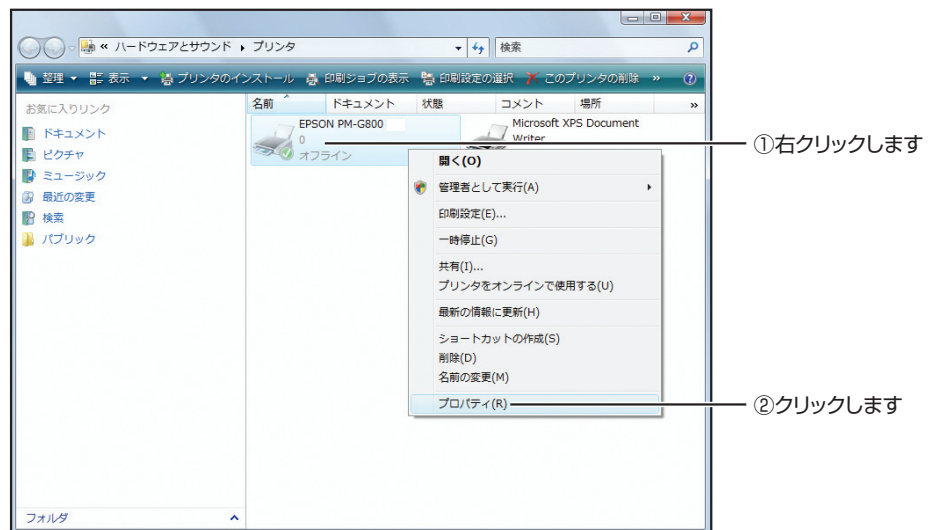 « ハードウェアとサウンド ▸ プリンタ
検索
整理 表示 プリンタのインストール 印刷ジョブの表示 印刷設定の選択 このプリンタの削除 »
お気に入りリンク
ドキュメント
ピクチャ
ミュージック
最近の変更
検索
パブリック
フォルダ
名前 ドキュメント 状態 コメント 場所 »
EPSON PM-G800
0
オフライン
Microsoft XPS Document
Writer
開く(O)
管理者として実行(A)
印刷設定(E)...
一時停止(G)
共有(I)...
プリンタをオンラインで使用する(U)
最新の情報に更新(H)
ショートカットの作成(S)
削除(D)
名前の変更(M)
プロパティ(R)
①右クリックします
②クリックします